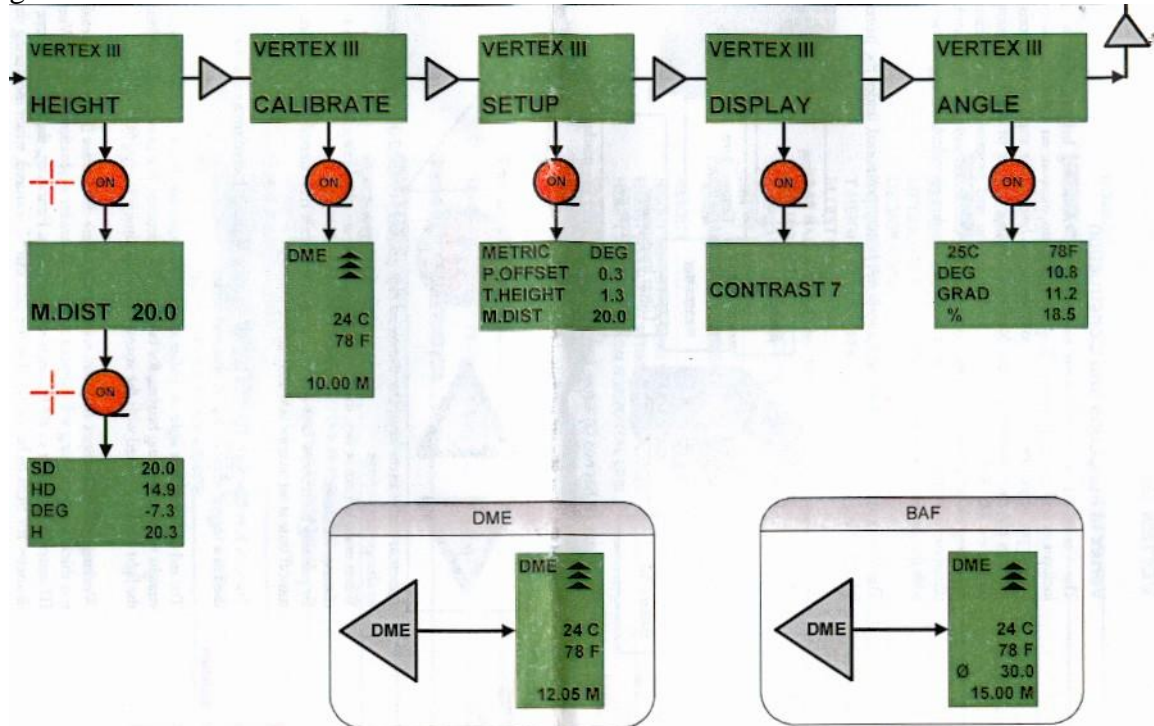 VERTEX III
HEIGHT
VERTEX III
CALIBRATE
VERTEX III
SETUP
VERTEX III
DISPLAY
VERTEX III
ANGLE
ON
ON
ON
ON
ON
M.DIST 20.0
DME
24 C
78 F
10.00 M
METRIC DEG
P.OFFSET 0.3
T.HEIGHT 1.3
M.DIST 20.0
CONTRAST 7
25C 78F
DEG 10.8
GRAD 11.2
% 18.5
ON
SD 20.0
HD 14.9
DEG -7.3
H 20.3
DME
DME
DME
24 C
78 F
12.05 M
BAF
DME
DME
24 C
78 F
Ø 30.0
15.00 M